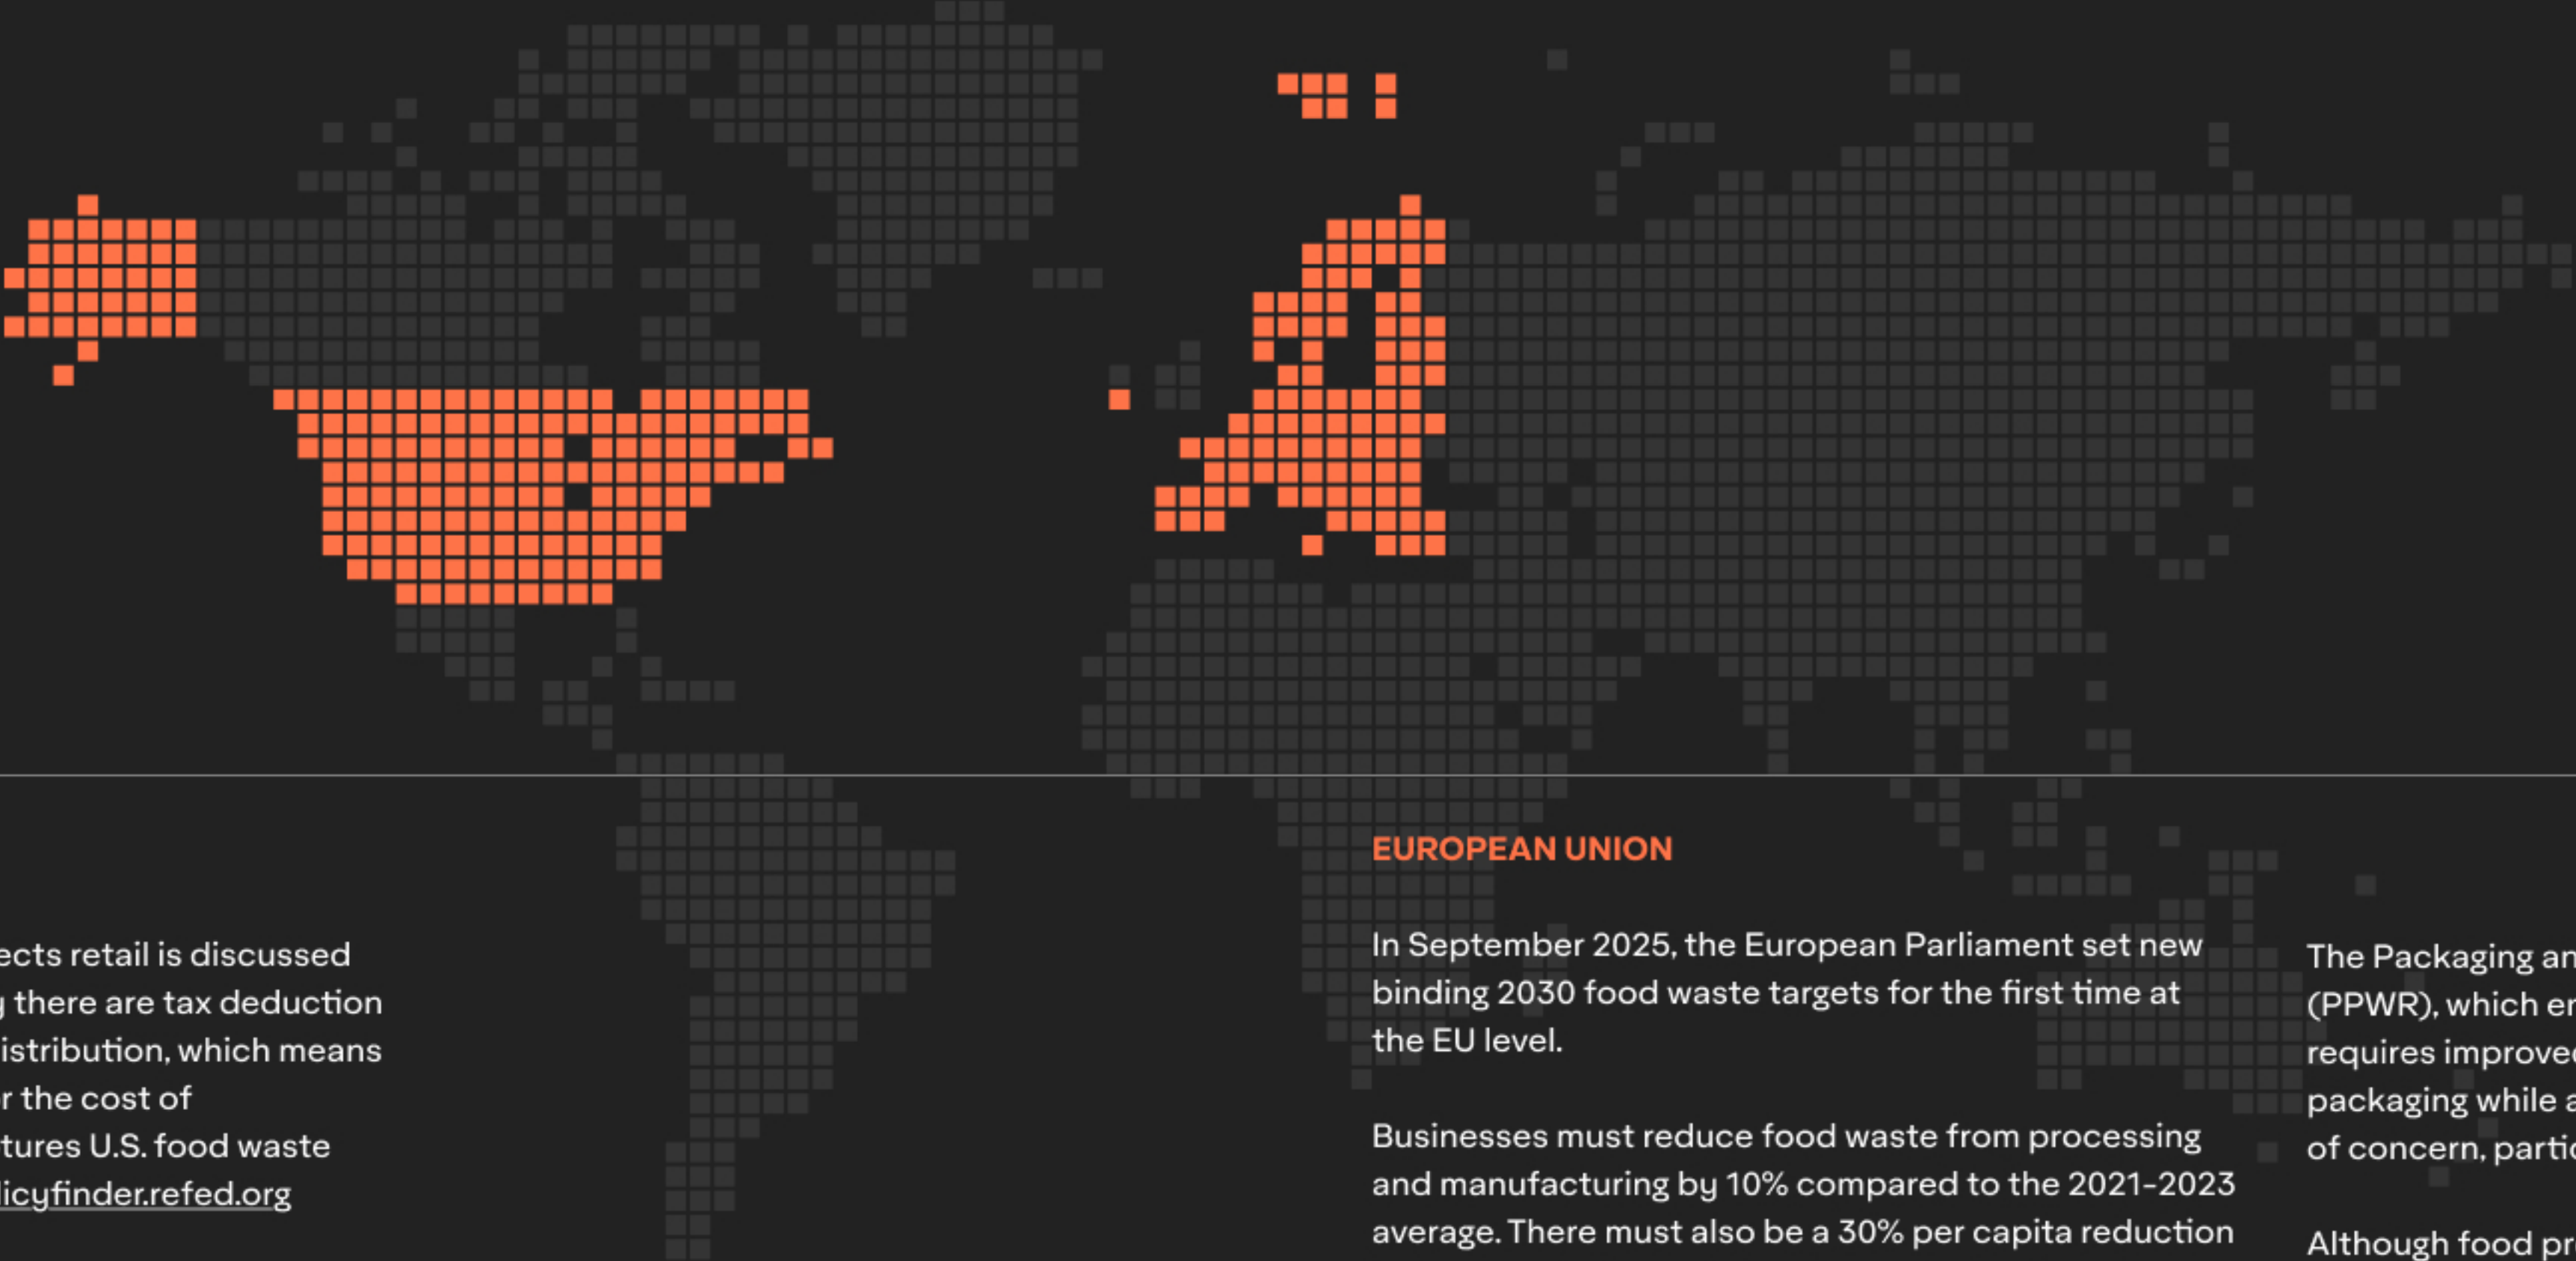 ects retail is discussed
there are tax deduction
istribution, which means
r the cost of
tures U.S. food waste
licyfinder.refed.org
EUROPEAN UNION
In September 2025, the European Parliament set new
binding 2030 food waste targets for the first time at
the EU level.
Businesses must reduce food waste from processing
and manufacturing by 10% compared to the 2021-2023
average. There must also be a 30% per capita reduction
The Packaging an
(PPWR), which en
requires improve
packaging while a
of concern, partic
Although food pr